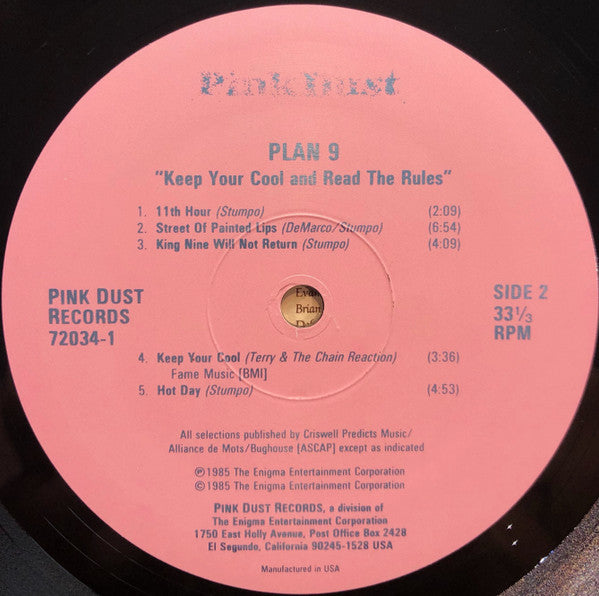 PinkDust
PLAN 9
"Keep Your Cool and Read The Rules"
1. 11th Hour (Stumpo) (2:09)
2. Street Of Painted Lips (DeMarco/Stumpo) (6:54)
3. King Nine Will Not Return (Stumpo) (4:09)
PINK DUST
RECORDS
72034-1
SIDE 2
33⅓
RPM
Brian
4. Keep Your Cool (Terry & The Chain Reaction) (3:36)
Fame Music [BMI]
5. Hot Day (Stumpo) (4:53)
All selections published by Criswell Predicts Music/
Alliance de Mots/Bughouse [ASCAP] except as indicated
℗ 1985 The Enigma Entertainment Corporation
© 1985 The Enigma Entertainment Corporation
PINK DUST RECORDS, a division of
The Enigma Entertainment Corporation
1750 East Holly Avenue, Post Office Box 2428
El Segundo, California 90245-1528 USA
Manufactured in USA